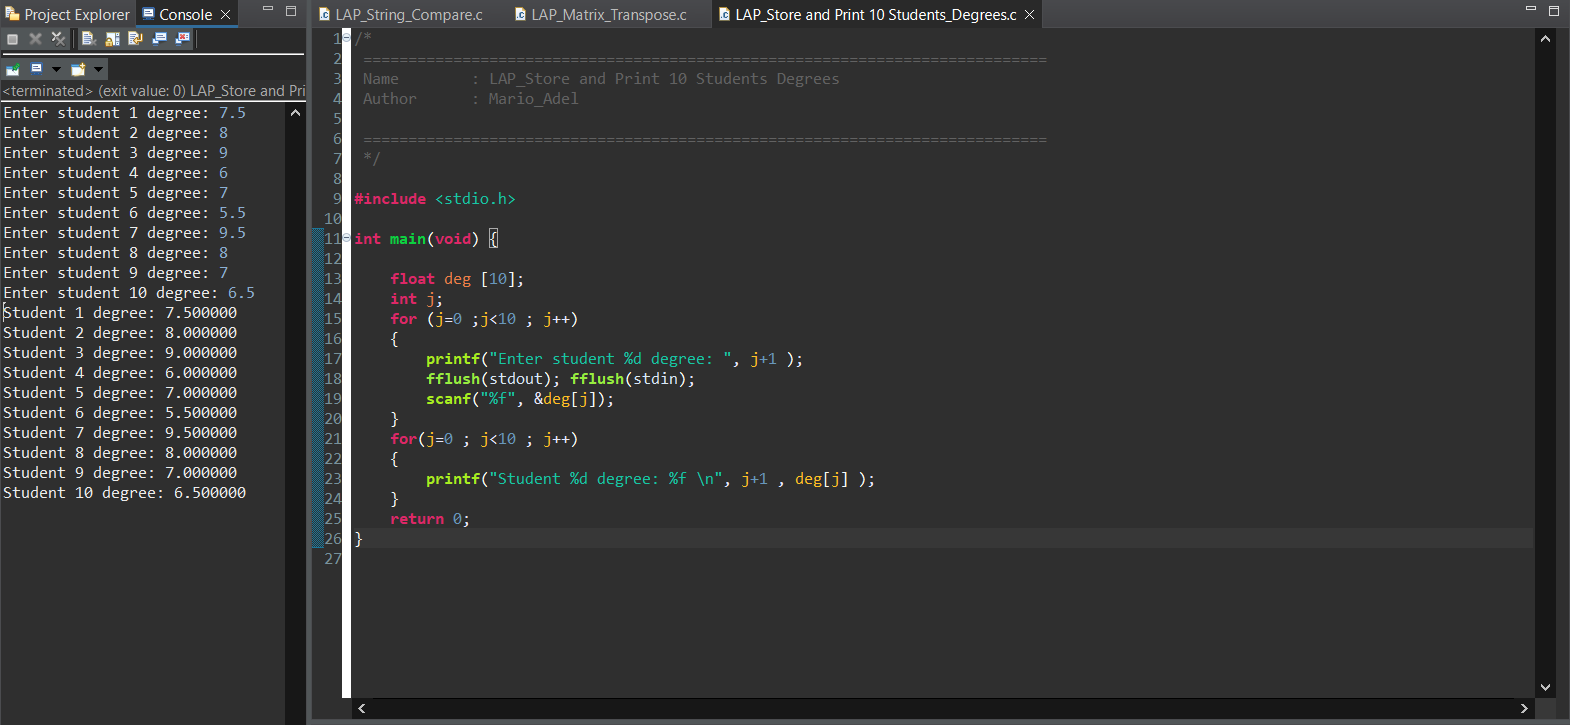 Project Explorer
Console
<terminated> (exit value: 0) LAP_Store and Pri
Enter student 1 degree: 7.5
Enter student 2 degree: 8
Enter student 3 degree: 9
Enter student 4 degree: 6
Enter student 5 degree: 7
Enter student 6 degree: 5.5
Enter student 7 degree: 9.5
Enter student 8 degree: 8
Enter student 9 degree: 7
Enter student 10 degree: 6.5
Student 1 degree: 7.500000
Student 2 degree: 8.000000
Student 3 degree: 9.000000
Student 4 degree: 6.000000
Student 5 degree: 7.000000
Student 6 degree: 5.500000
Student 7 degree: 9.500000
Student 8 degree: 8.000000
Student 9 degree: 7.000000
Student 10 degree: 6.500000
LAP_String_Compare.c
LAP_Matrix_Transpose.c
LAP_Store and Print 10 Students_Degrees.c
1 /*
2 ============================================================================
3 Name        : LAP_Store and Print 10 Students Degrees
4 Author      : Mario_Adel
5
6 ============================================================================
7 */
8
9 #include <stdio.h>
10
11 int main(void) {
12
13     float deg [10];
14     int j;
15     for (j=0 ;j<10 ; j++)
16     {
17         printf("Enter student %d degree: ", j+1 );
18         fflush(stdout); fflush(stdin);
19         scanf("%f", &deg[j]);
20     }
21     for(j=0 ; j<10 ; j++)
22     {
23         printf("Student %d degree: %f \n", j+1 , deg[j] );
24     }
25     return 0;
26 }
27